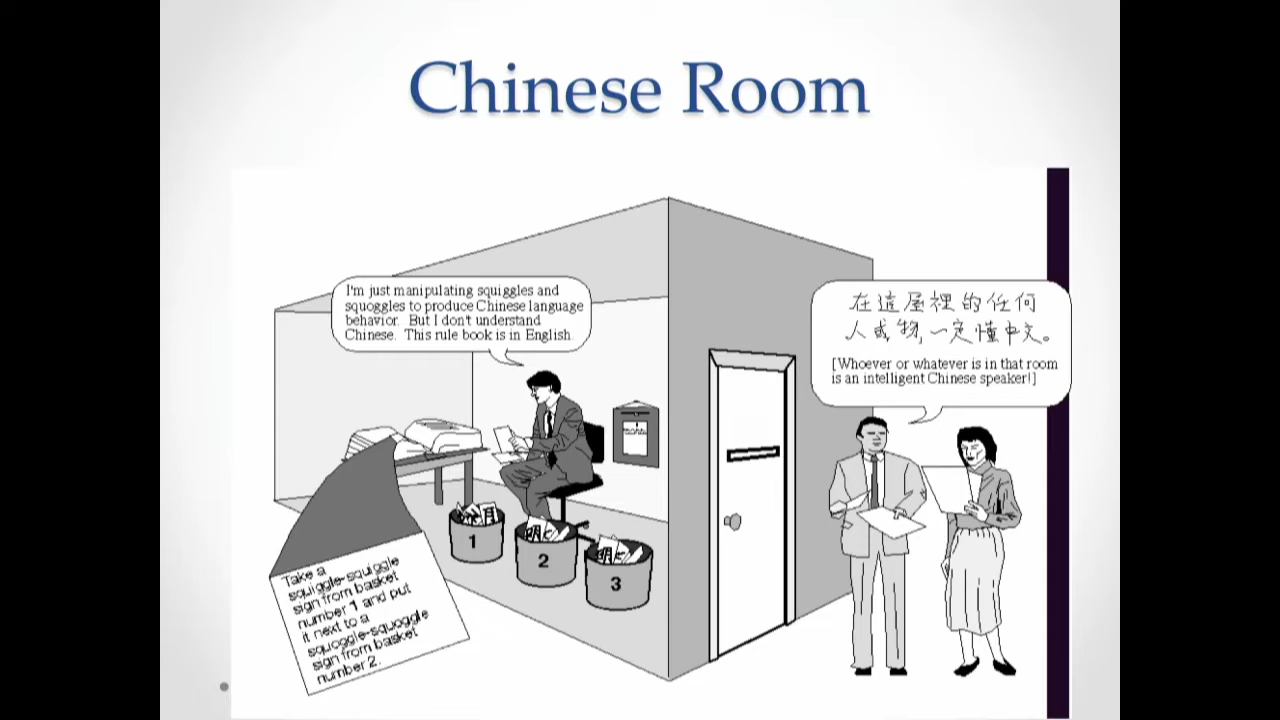 Chinese Room
I'm just manipulating squiggles and
squoggles to produce Chinese language
behavior. But I don't understand
Chinese. This rule book is in English.
在這屋裡的任何
人或物,一定懂中文。
[Whoever or whatever is in that room
is an intelligent Chinese speaker!]
1
2
3
Take a
squiggle-squiggle
sign from basket
number 1 and put
it next to a
squoggle-squoggle
sign from basket
number 2.